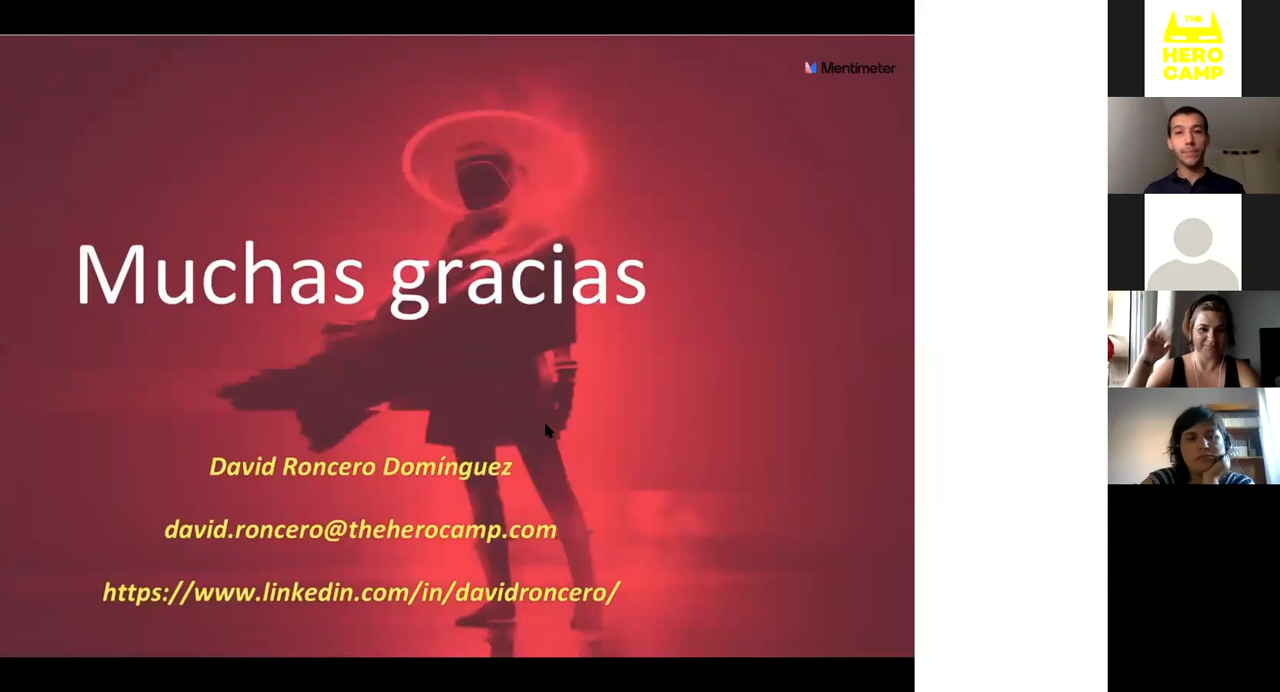 Mentimeter
Muchas gracias
David Roncero Domínguez
david.roncero@theherocamp.com
https://www.linkedin.com/in/davidroncero/
THE
HERO
CAMP